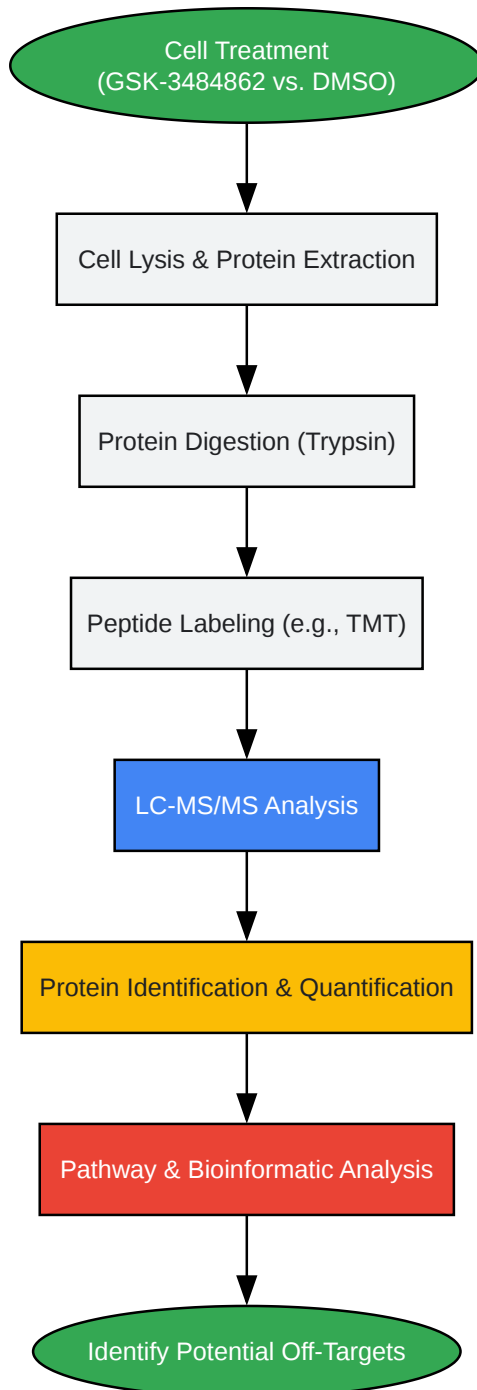 Cell Treatment
(GSK-3484862 vs. DMSO)
Cell Lysis & Protein Extraction
Protein Digestion (Trypsin)
Peptide Labeling (e.g., TMT)
LC-MS/MS Analysis
Protein Identification & Quantification
Pathway & Bioinformatic Analysis
Identify Potential Off-Targets